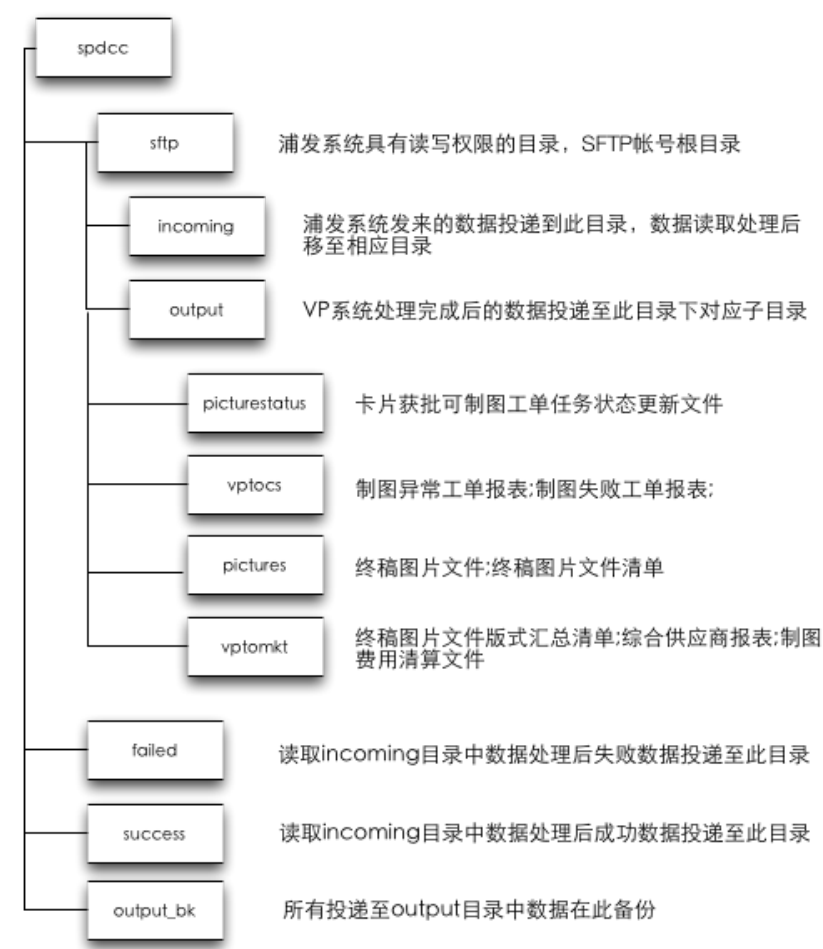 spdcc
sftp
浦发系统具有读写权限的目录，SFTP帐号根目录
incoming
浦发系统发来的数据投递到此目录，数据读取处理后
移至相应目录
output
VP系统处理完成后的数据投递至此目录下对应子目录
picturestatus
卡片获批可制图工单任务状态更新文件
vptocs
制图异常工单报表;制图失败工单报表;
pictures
终稿图片文件;终稿图片文件清单
vptomkt
终稿图片文件版式汇总清单;综合供应商报表;制图
费用清算文件
failed
读取incoming目录中数据处理后失败数据投递至此目录
success
读取incoming目录中数据处理后成功数据投递至此目录
output_bk
所有投递至output目录中数据在此备份